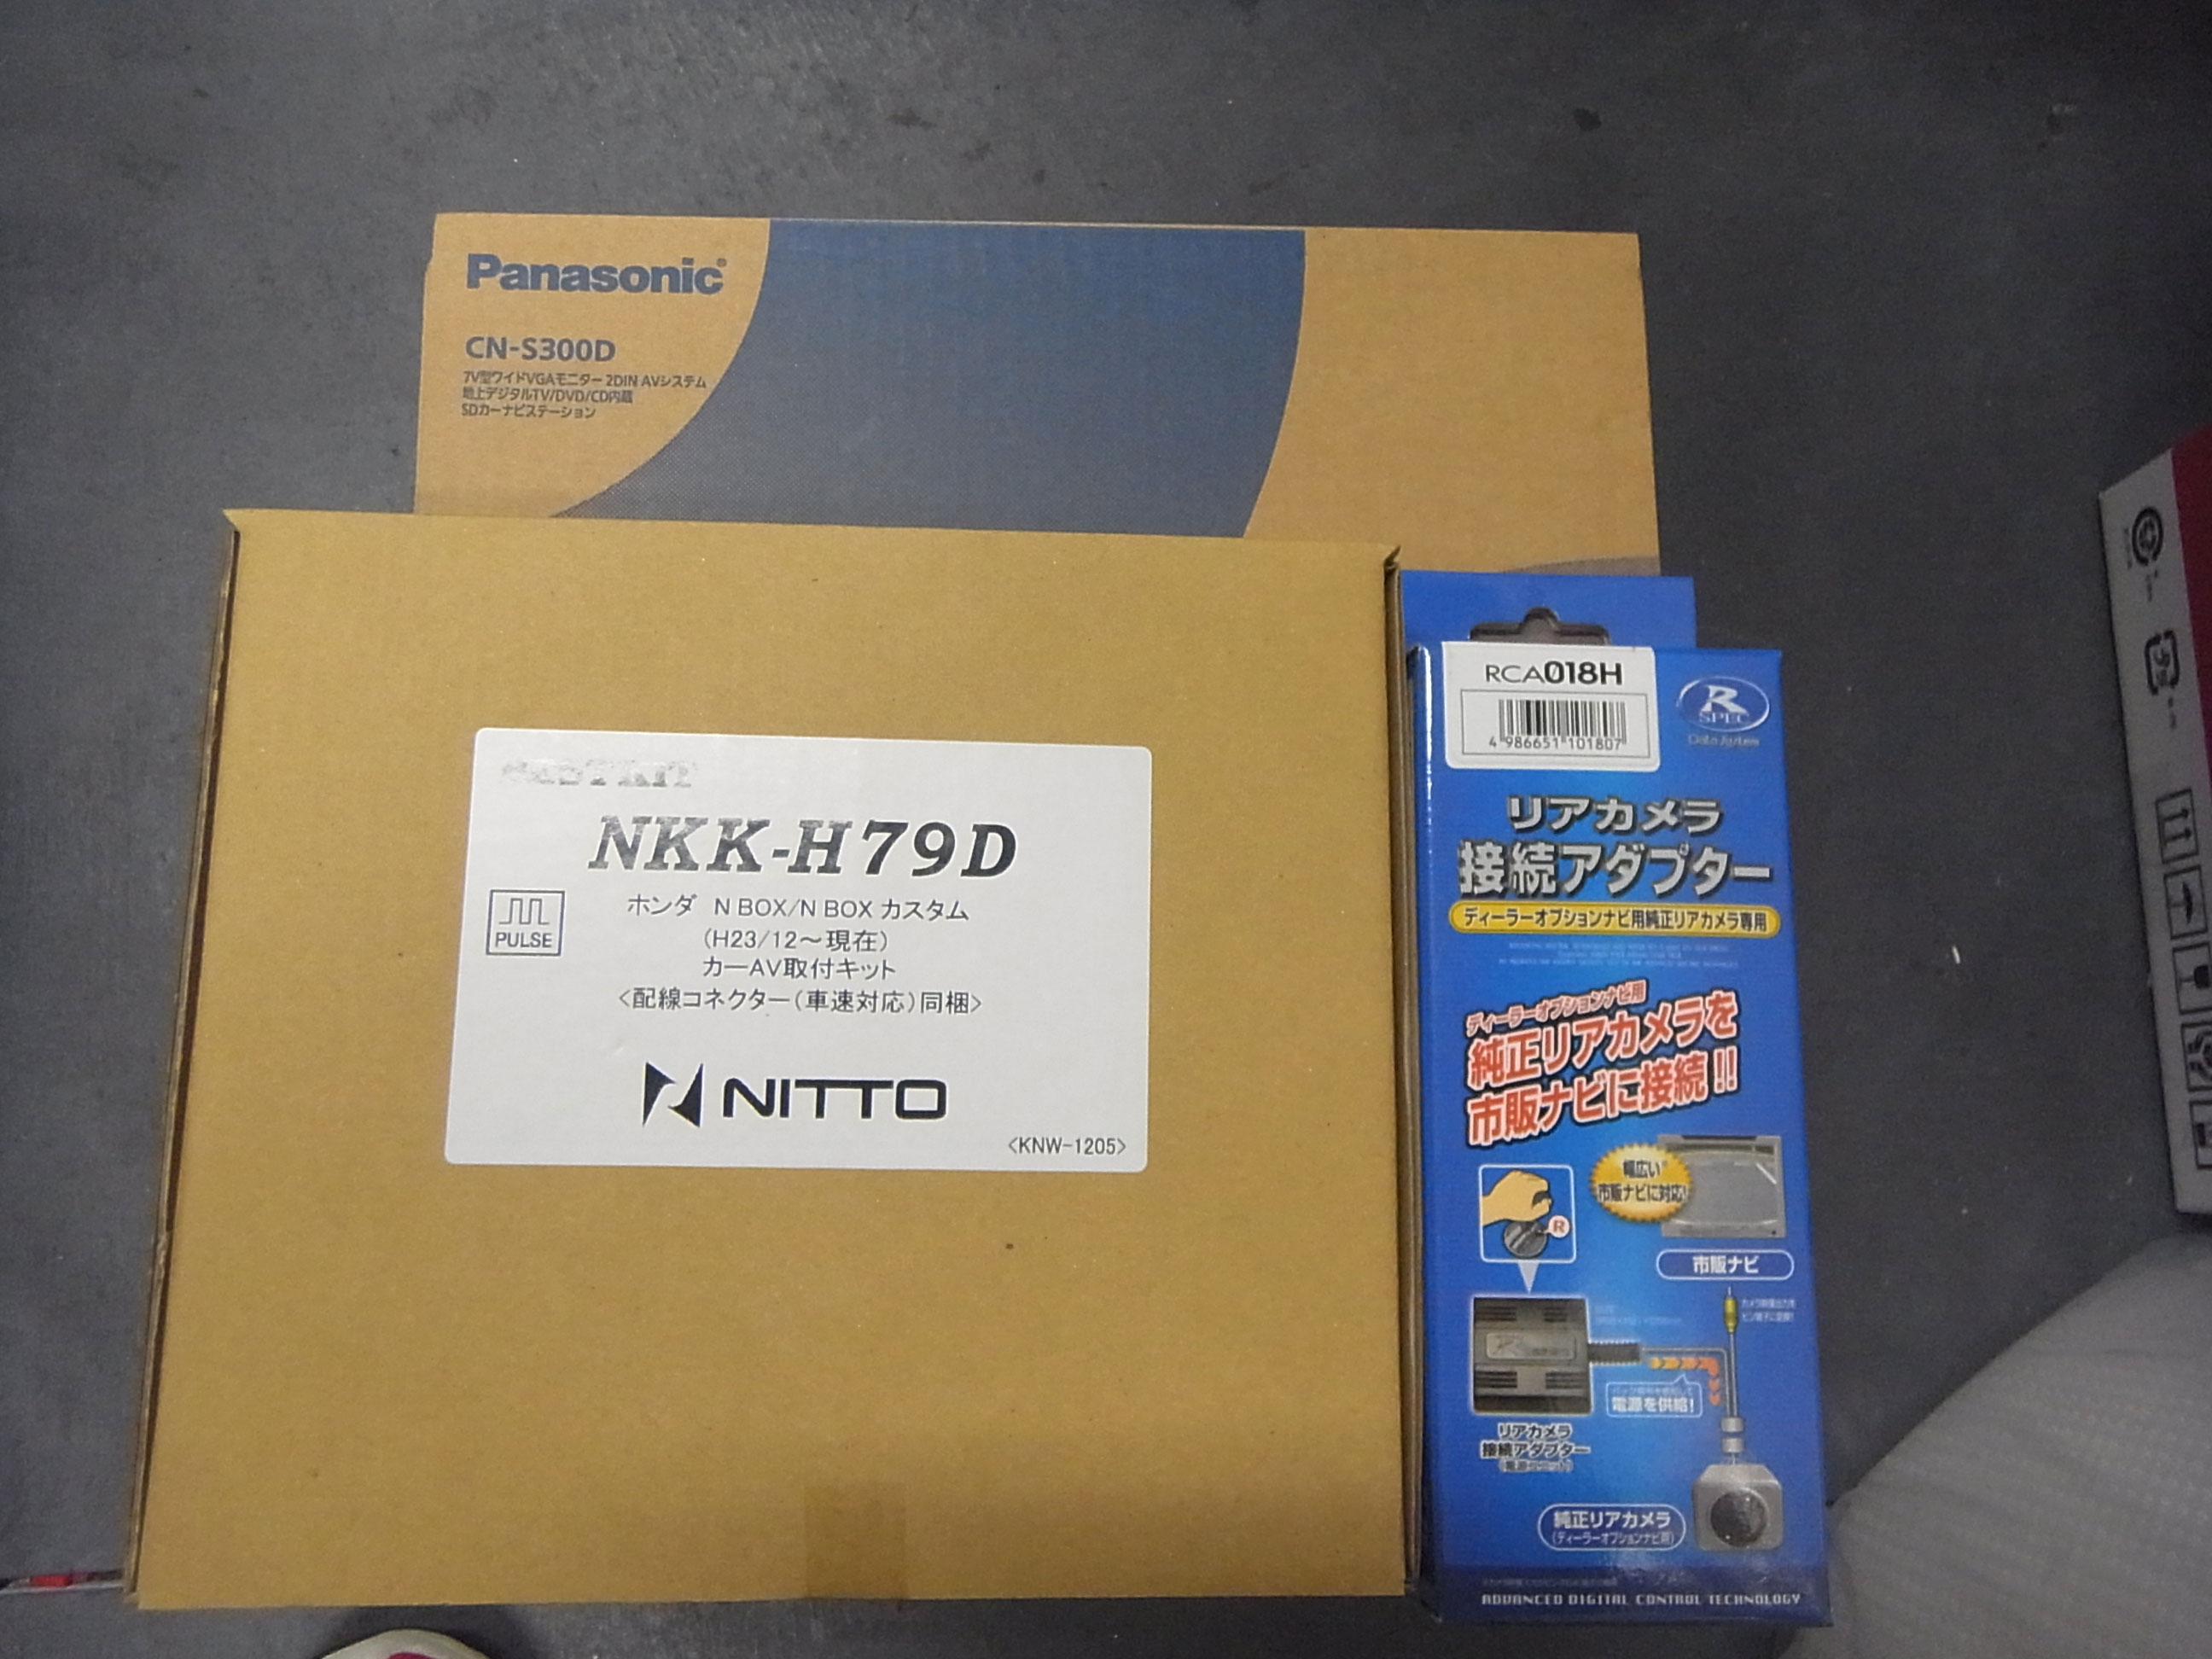 Panasonic
CN-S300D
7V型ワイドVGAモニター 2DIN AVシステム
地上デジタルTV/DVD/CD内蔵
SDカーナビステーション
NKK-H79D
PULSE
ホンダ N BOX/N BOX カスタム
(H23/12～現在)
カーAV取付キット
<配線コネクター(車速対応)同梱>
NITTO
<KNW-1205>
RCA018H
4 986651 101807
R
SPEC
Data System
リアカメラ
接続アダプター
ディーラーオプションナビ用純正リアカメラ専用
ディーラーオプションナビ用
純正リアカメラを
市販ナビに接続!!
幅広い
市販ナビに対応!
R
市販ナビ
電源を供給!
リアカメラ
接続アダプター
純正リアカメラ
(ディーラーオプションナビ用)
ADVANCED DIGITAL CONTROL TECHNOLOGY